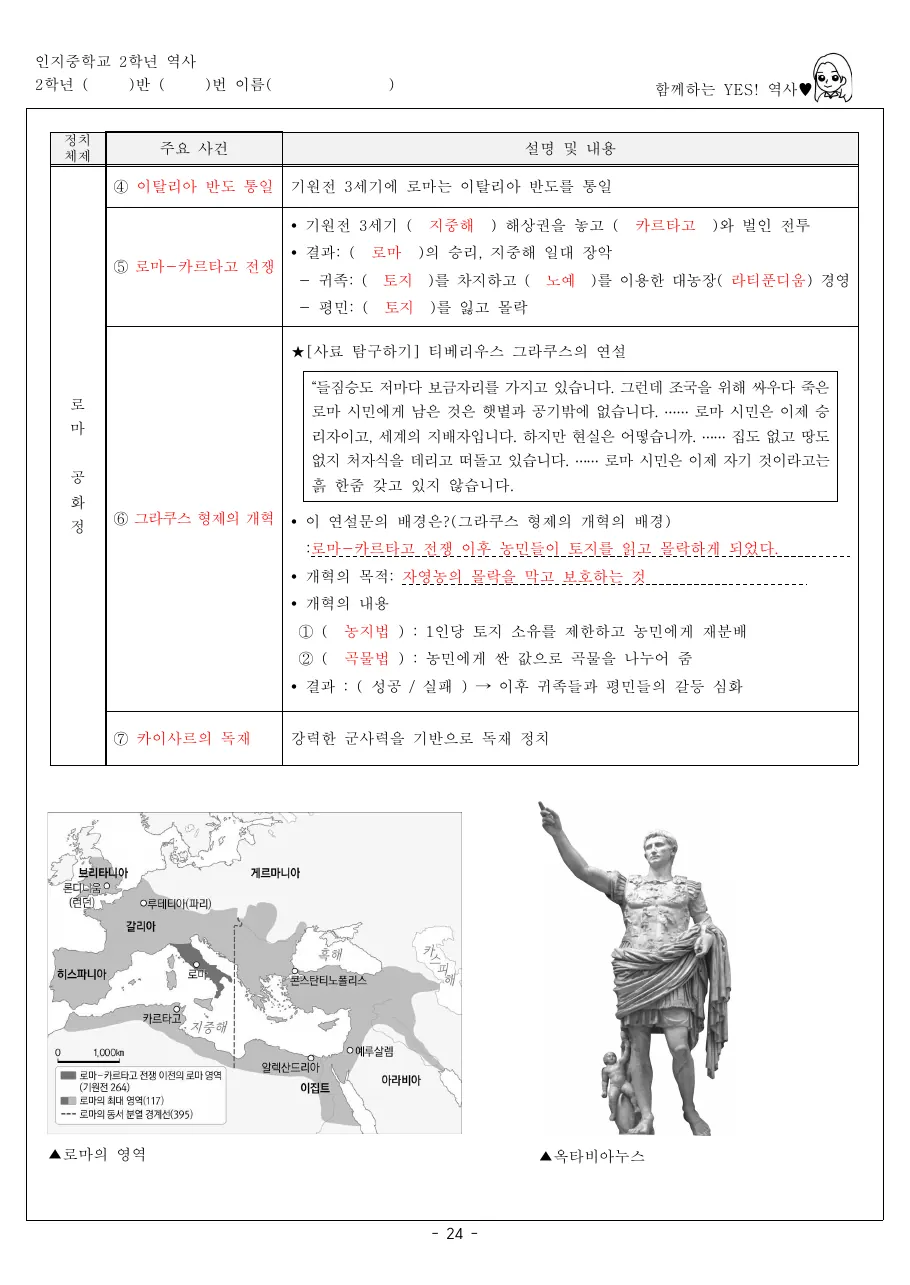 인지중학교 2학년 역사
2학년 (     )반 (     )번 이름(               )
함께하는 YES! 역사♥
정치
체제
주요 사건
설명 및 내용
로
마
공
화
정
④ 이탈리아 반도 통일
기원전 3세기에 로마는 이탈리아 반도를 통일
⑤ 로마-카르타고 전쟁
• 기원전 3세기 (  지중해  ) 해상권을 놓고 (  카르타고  )와 벌인 전투
• 결과: (  로마  )의 승리, 지중해 일대 장악
- 귀족: (  토지  )를 차지하고 (  노예  )를 이용한 대농장( 라티푼디움) 경영
- 평민: (  토지  )를 잃고 몰락
⑥ 그라쿠스 형제의 개혁
★[사료 탐구하기] 티베리우스 그라쿠스의 연설
“들짐승도 저마다 보금자리를 가지고 있습니다. 그런데 조국을 위해 싸우다 죽은
로마 시민에게 남은 것은 햇볕과 공기밖에 없습니다. …… 로마 시민은 이제 승
리자이고, 세계의 지배자입니다. 하지만 현실은 어떻습니까. …… 집도 없고 땅도
없지 처자식을 데리고 떠돌고 있습니다. …… 로마 시민은 이제 자기 것이라고는
흙 한줌 갖고 있지 않습니다.
• 이 연설문의 배경은?(그라쿠스 형제의 개혁의 배경)
:로마-카르타고 전쟁 이후 농민들이 토지를 읽고 몰락하게 되었다.
• 개혁의 목적: 자영농의 몰락을 막고 보호하는 것
• 개혁의 내용
① (  농지법 ) : 1인당 토지 소유를 제한하고 농민에게 재분배
② (  곡물법 ) : 농민에게 싼 값으로 곡물을 나누어 줌
• 결과 : ( 성공 / 실패 ) → 이후 귀족들과 평민들의 갈등 심화
⑦ 카이사르의 독재
강력한 군사력을 기반으로 독재 정치
브리타니아
론디니움
(런던)
게르마니아
루테티아(파리)
갈리아
흑해
카스피해
히스파니아
로마
콘스탄티노폴리스
카르타고
지중해
예루살렘
알렉산드리아
아라비아
이집트
0 1,000km
로마-카르타고 전쟁 이전의 로마 영역
(기원전 264)
로마의 최대 영역(117)
로마의 동서 분열 경계선(395)
▲로마의 영역
▲옥타비아누스
- 24 -